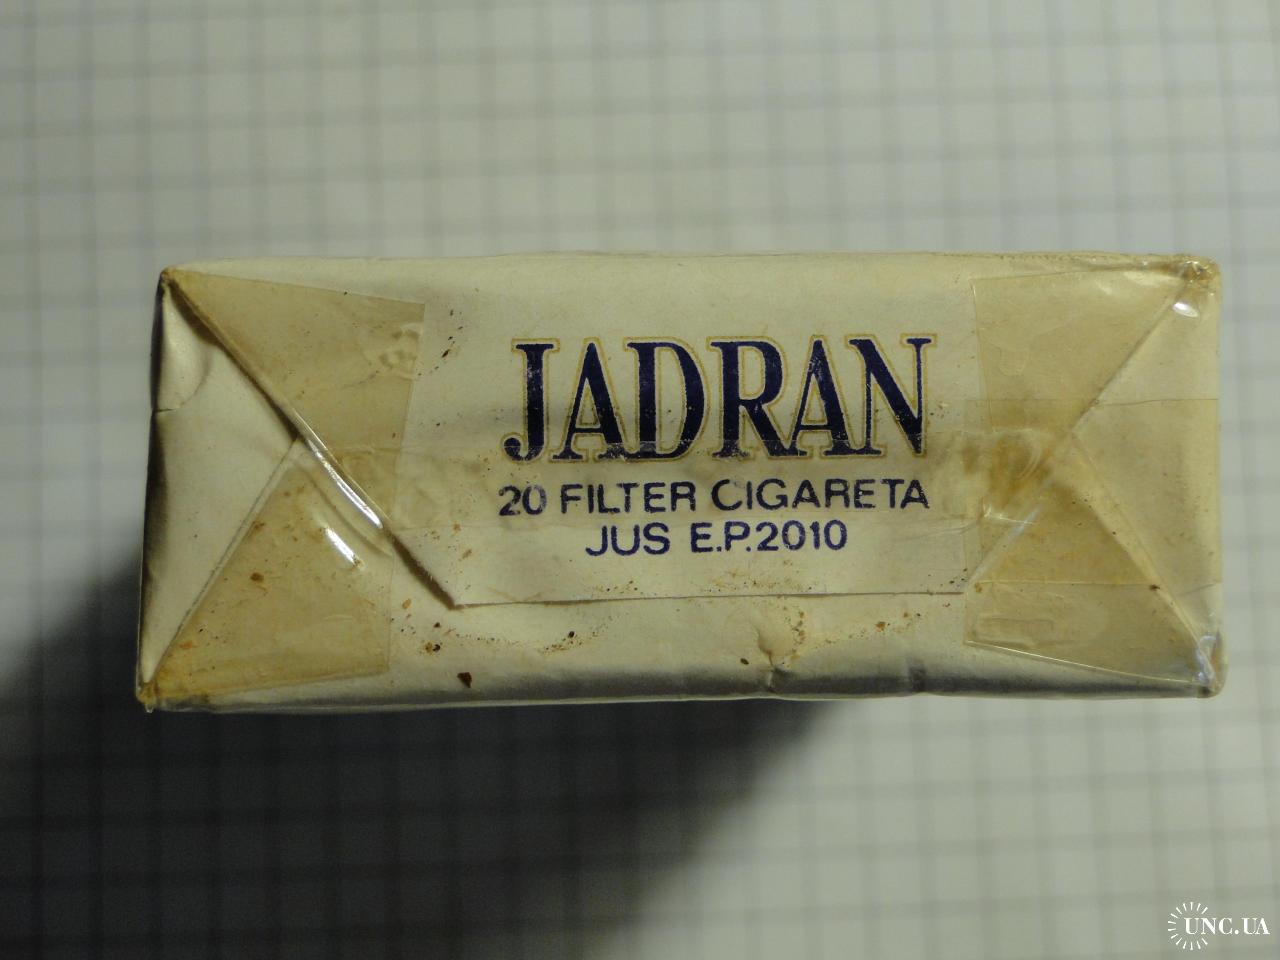 JADRAN
20 FILTER CIGARETA
JUS E.P.2010
UNC.UA